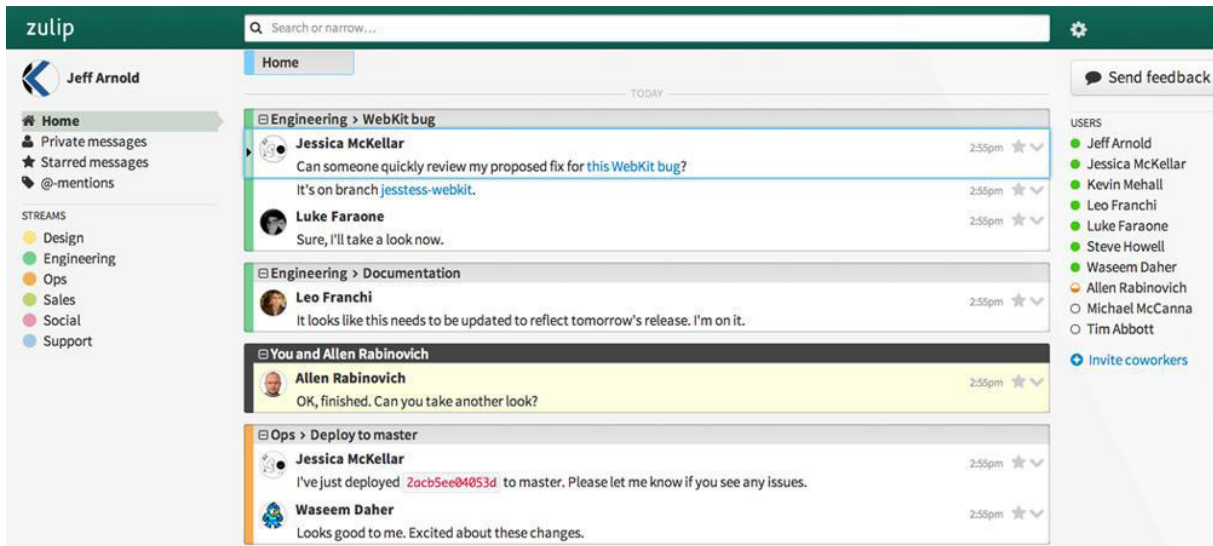 zulip
Search or narrow...
Jeff Arnold
Home
Private messages
Starred messages
@-mentions
STREAMS
Design
Engineering
Ops
Sales
Social
Support
Home
TODAY
Engineering > WebKit bug
Jessica McKellar
2:55pm
Can someone quickly review my proposed fix for this WebKit bug?
It's on branch jesstess-webkit.
2:55pm
Luke Faraone
2:55pm
Sure, I'll take a look now.
Engineering > Documentation
Leo Franchi
2:55pm
It looks like this needs to be updated to reflect tomorrow's release. I'm on it.
You and Allen Rabinovich
Allen Rabinovich
2:55pm
OK, finished. Can you take another look?
Ops > Deploy to master
Jessica McKellar
2:55pm
I've just deployed 2acb5ee04053d to master. Please let me know if you see any issues.
Waseem Daher
2:55pm
Looks good to me. Excited about these changes.
Send feedback
USERS
Jeff Arnold
Jessica McKellar
Kevin Mehall
Leo Franchi
Luke Faraone
Steve Howell
Waseem Daher
Allen Rabinovich
Michael McCanna
Tim Abbott
Invite coworkers